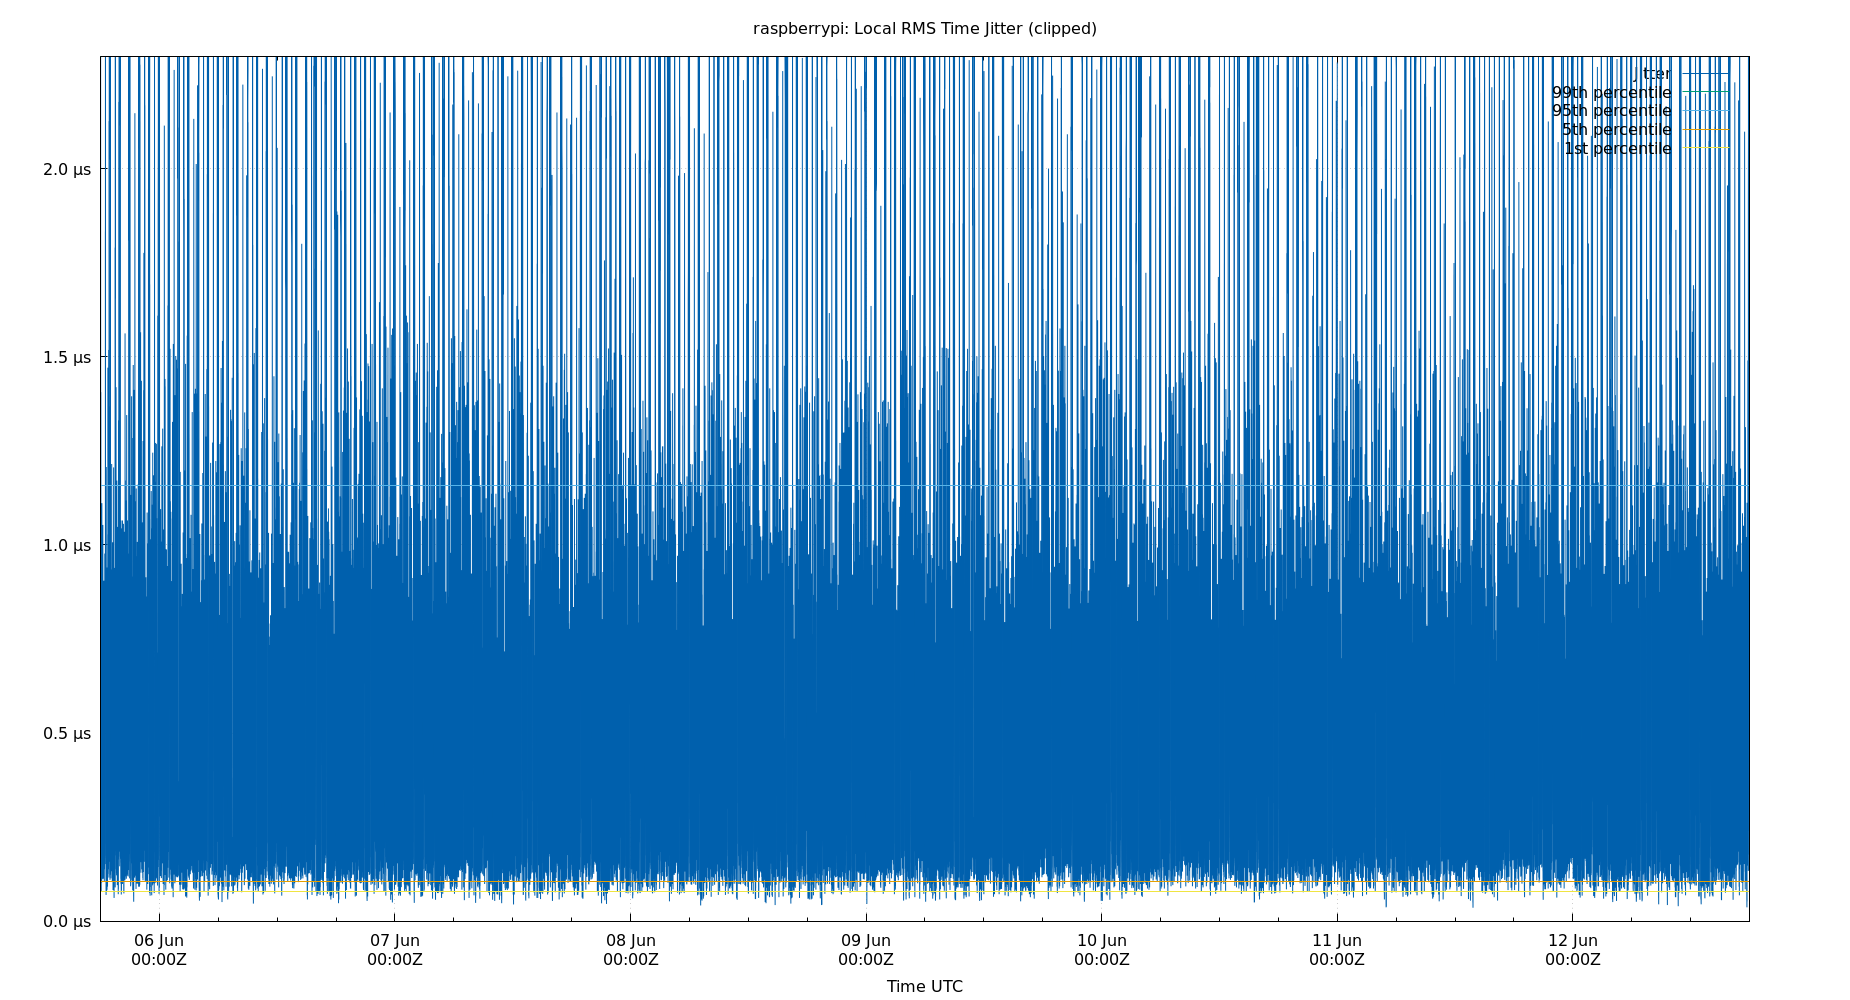 raspberrypi: Local RMS Time Jitter (clipped)
Jitter
99th percentile
95th percentile
5th percentile
1st percentile
2.0 µs
1.5 µs
1.0 µs
0.5 µs
0.0 µs
06 Jun 07 Jun 08 Jun 09 Jun 10 Jun 11 Jun 12 Jun
00:00Z 00:00Z 00:00Z 00:00Z 00:00Z 00:00Z 00:00Z
Time UTC